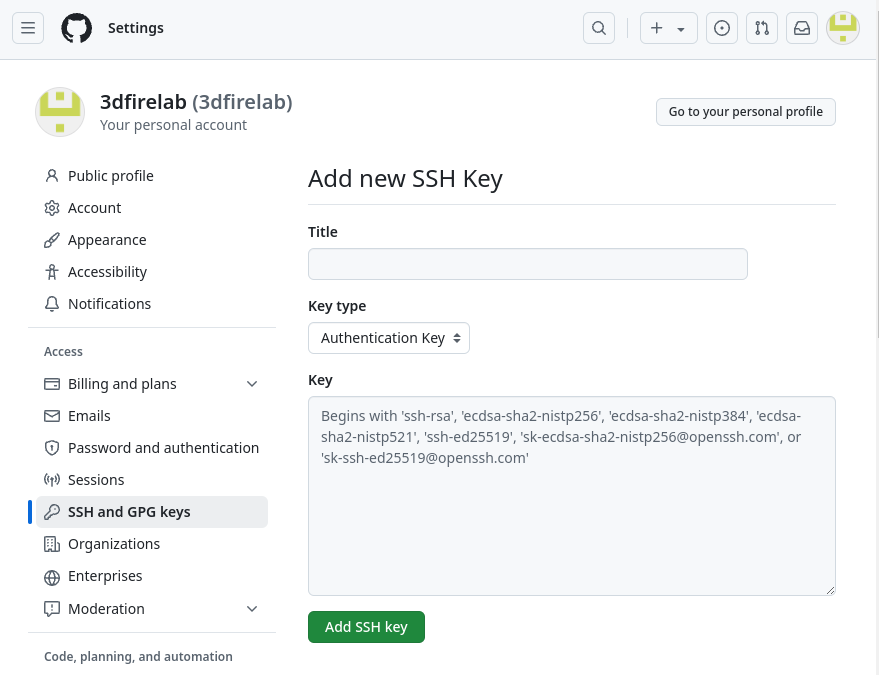 Settings
3dfirelab (3dfirelab)
Your personal account
Go to your personal profile
Public profile
Account
Appearance
Accessibility
Notifications
Access
Billing and plans
Emails
Password and authentication
Sessions
SSH and GPG keys
Organizations
Enterprises
Moderation
Code, planning, and automation
Add new SSH Key
Title
Key type
Authentication Key
Key
Begins with 'ssh-rsa', 'ecdsa-sha2-nistp256', 'ecdsa-sha2-nistp384', 'ecdsa-
sha2-nistp521', 'ssh-ed25519', 'sk-ecdsa-sha2-nistp256@openssh.com', or
'sk-ssh-ed25519@openssh.com'
Add SSH key